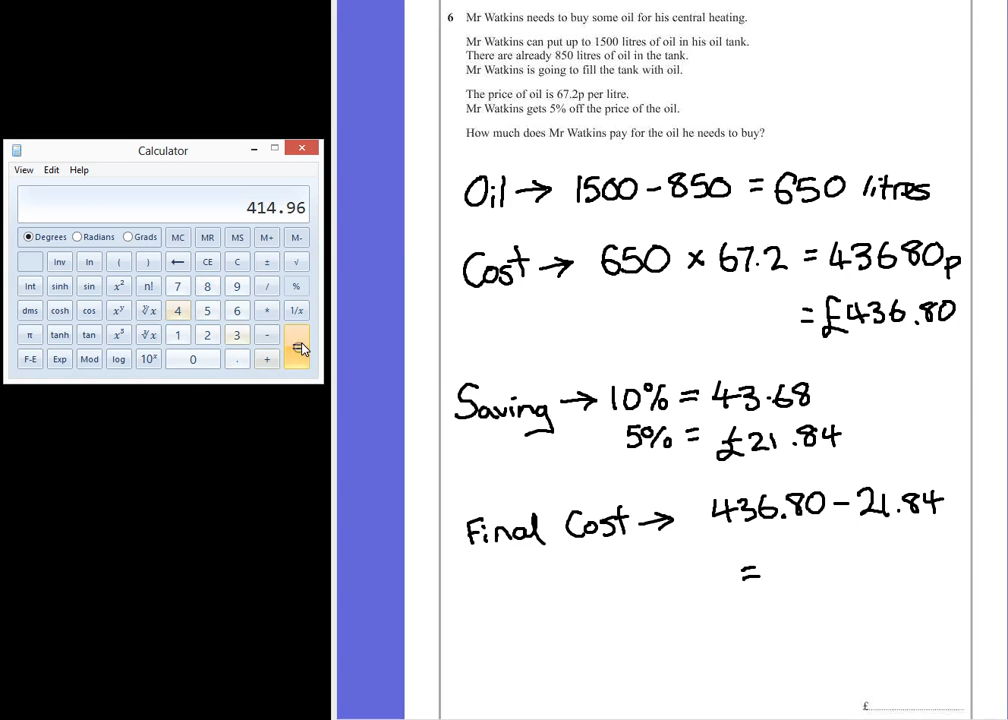 6 Mr Watkins needs to buy some oil for his central heating.
Mr Watkins can put up to 1500 litres of oil in his oil tank.
There are already 850 litres of oil in the tank.
Mr Watkins is going to fill the tank with oil.
The price of oil is 67.2p per litre.
Mr Watkins gets 5% off the price of the oil.
How much does Mr Watkins pay for the oil he needs to buy?
Oil → 1500 - 850 = 650 litres
Cost → 650 × 67.2 = 43680p
= £436.80
Saving → 10% = 43.68
5% = £21.84
Final Cost → 436.80 - 21.84
=
£
Calculator
View Edit Help
414.96
Degrees Radians Grads MC MR MS M+ M-
Inv ln ( ) ← CE C ± √
Int sinh sin x² n! 7 8 9 / %
dms cosh cos xʸ ʸ√x 4 5 6 * 1/x
π tanh tan x³ ³√x 1 2 3 - =
F-E Exp Mod log 10ˣ 0 . +